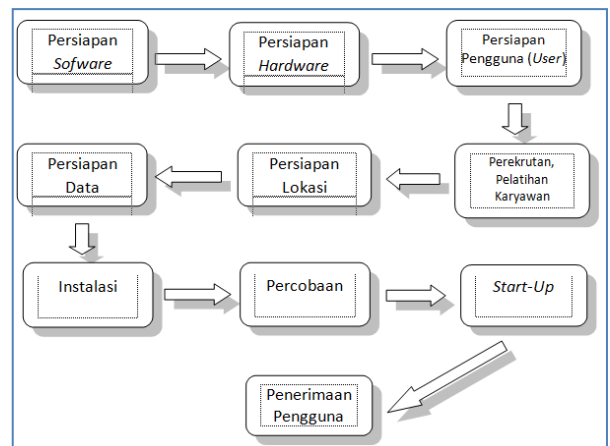 Persiapan
Sofware
Persiapan
Hardware
Persiapan
Pengguna (User)
Perekrutan,
Pelatihan
Karyawan
Persiapan
Lokasi
Persiapan
Data
Instalasi
Percobaan
Start-Up
Penerimaan
Pengguna